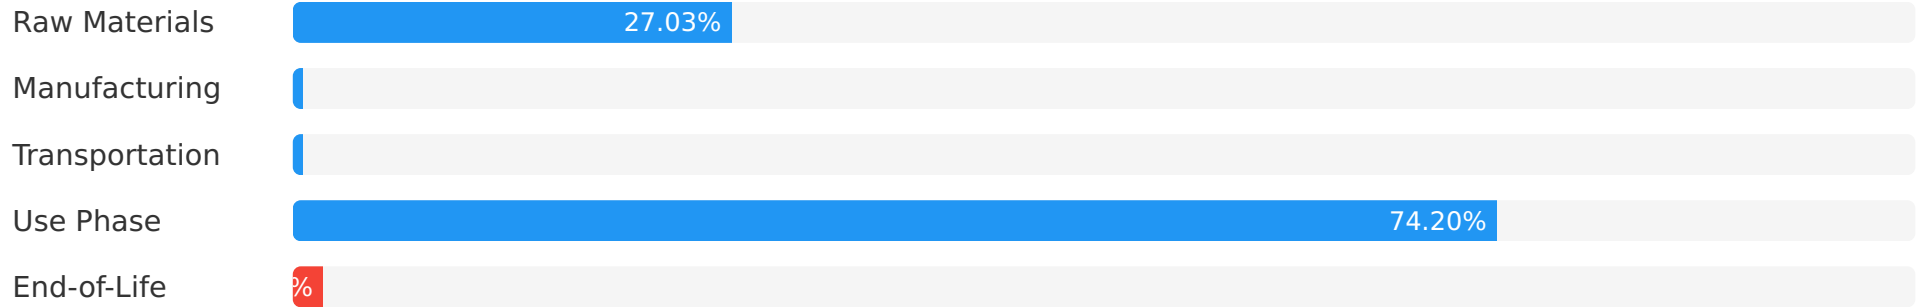 Raw Materials 27.03%
Manufacturing
Transportation
Use Phase 74.20%
End-of-Life %